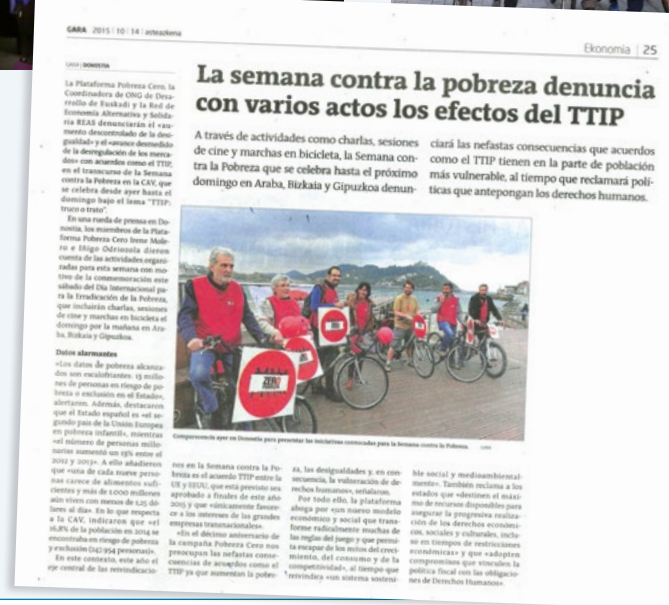 GARA 2015 | 10 | 14 | asteazkena
Ekonomia | 25
GARA | DONOSTIA
La semana contra la pobreza denuncia
con varios actos los efectos del TTIP
A través de actividades como charlas, sesiones
de cine y marchas en bicicleta, la Semana con-
tra la Pobreza que se celebra hasta el próximo
domingo en Araba, Bizkaia y Gipuzkoa denun-
ciará las nefastas consecuencias que acuerdos
como el TTIP tienen en la parte de población
más vulnerable, al tiempo que reclamará polí-
ticas que antepongan los derechos humanos.
La Plataforma Pobreza Cero, la
Coordinadora de ONG de Desa-
rrollo de Euskadi y la Red de
Economía Alternativa y Solida-
ria REAS denunciarán el «au-
mento descontrolado de la desi-
gualdad» y el «avance desmedido
de la desregulación de los merca-
dos» con acuerdos como el TTIP,
en el transcurso de la Semana
contra la Pobreza en la CAV, que
se celebra desde ayer hasta el
domingo bajo el lema "TTIP:
truco o trato".
En una rueda de prensa en Do-
nostia, los miembros de la Plata-
forma Pobreza Cero Irene Mole-
ro e Iñigo Odriozola dieron
cuenta de las actividades organi-
zadas para esta semana con mo-
tivo de la conmemoración este
sábado del Día Internacional pa-
ra la Erradicación de la Pobreza,
que incluirán charlas, sesiones
de cine y marchas en bicicleta el
domingo por la mañana en Ara-
ba, Bizkaia y Gipuzkoa.
Datos alarmantes
«Los datos de pobreza alcanza-
dos son escalofriantes. 13 millo-
nes de personas en riesgo de po-
breza o exclusión en el Estado»,
alertaron. Además, destacaron
que el Estado español es «el se-
gundo país de la Unión Europea
en pobreza infantil», mientras
«el número de personas millo-
narias aumentó un 13% entre el
2012 y 2013». A ello añadieron
que «una de cada nueve perso-
nas carece de alimentos sufi-
cientes y más de 1.000 millones
aún viven con menos de 1,25 dó-
lares al día». En lo que respecta
a la CAV, indicaron que «el
16,8% de la población en 2014 se
encontraba en riesgo de pobreza
y exclusión (247.954 personas)».
En este contexto, este año el
eje central de las reivindicacio-
ZERO
Comparecencia ayer en Donostia para presentar las iniciativas convocadas para la Semana contra la Pobreza. GARA
nes en la Semana contra la Po-
breza es el acuerdo TTIP entre la
UE y EEUU, que está previsto sea
aprobado a finales de este año
2015 y que «únicamente favore-
ce a los intereses de las grandes
empresas transnacionales».
«En el décimo aniversario de
la campaña Pobreza Cero nos
preocupan las nefastas conse-
cuencias de acuerdos como el
TTIP ya que aumentan la pobre-
za, las desigualdades y, en con-
secuencia, la vulneración de de-
rechos humanos», señalaron.
Por todo ello, la plataforma
aboga por «un nuevo modelo
económico y social que trans-
forme radicalmente muchas de
las reglas del juego y que permi-
ta escapar de los mitos del creci-
miento, del consumo y de la
competitividad», al tiempo que
reivindica «un sistema sosteni-
ble social y medioambiental-
mente». También reclama a los
estados que «destinen el máxi-
mo de recursos disponibles para
asegurar la progresiva realiza-
ción de los derechos económi-
cos, sociales y culturales, inclu-
so en tiempos de restricciones
económicas» y que «adopten
compromisos que vinculen la
política fiscal con las obligacio-
nes de Derechos Humanos».